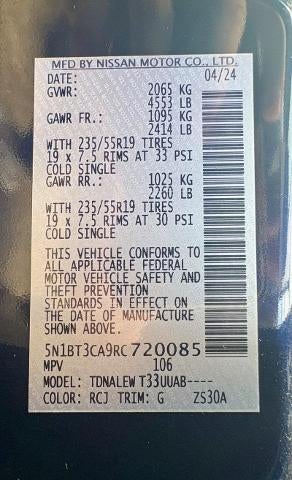 MFD BY NISSAN MOTOR CO., LTD.
DATE: 04/24
GVWR: 2065 KG
4553 LB
GAWR FR.: 1095 KG
2414 LB
WITH 235/55R19 TIRES
19 x 7.5 RIMS AT 33 PSI
COLD SINGLE
GAWR RR.: 1025 KG
2260 LB
WITH 235/55R19 TIRES
19 x 7.5 RIMS AT 30 PSI
COLD SINGLE
THIS VEHICLE CONFORMS TO
ALL APPLICABLE FEDERAL
MOTOR VEHICLE SAFETY AND
THEFT PREVENTION
STANDARDS IN EFFECT ON
THE DATE OF MANUFACTURE
SHOWN ABOVE.
5N1BT3CA9RC720085
MPV 106
MODEL: TDNALEW T33UUAB----
COLOR: RCJ TRIM: G ZS30A